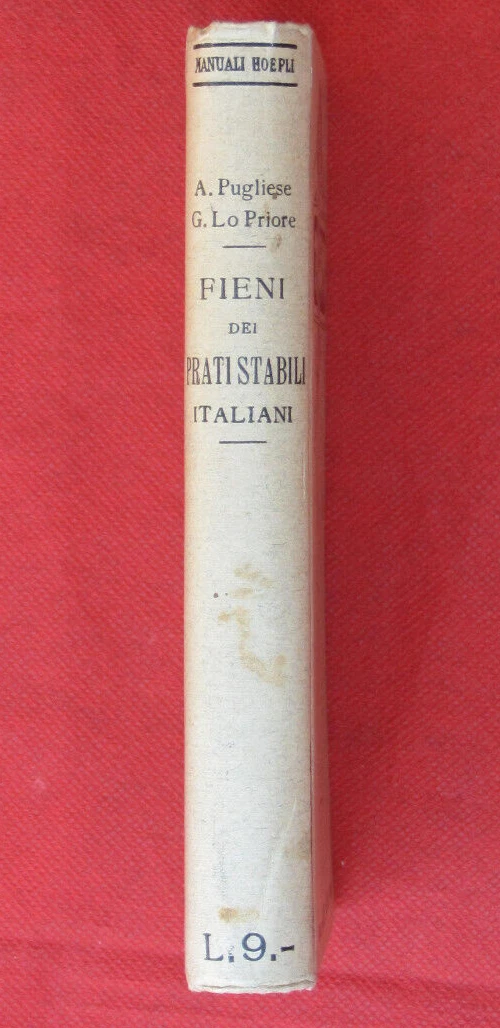 MANUALI HOEPLI
A. Pugliese
G. Lo Priore
FIENI
DEI
PRATI STABILI
ITALIANI
L. 9.-